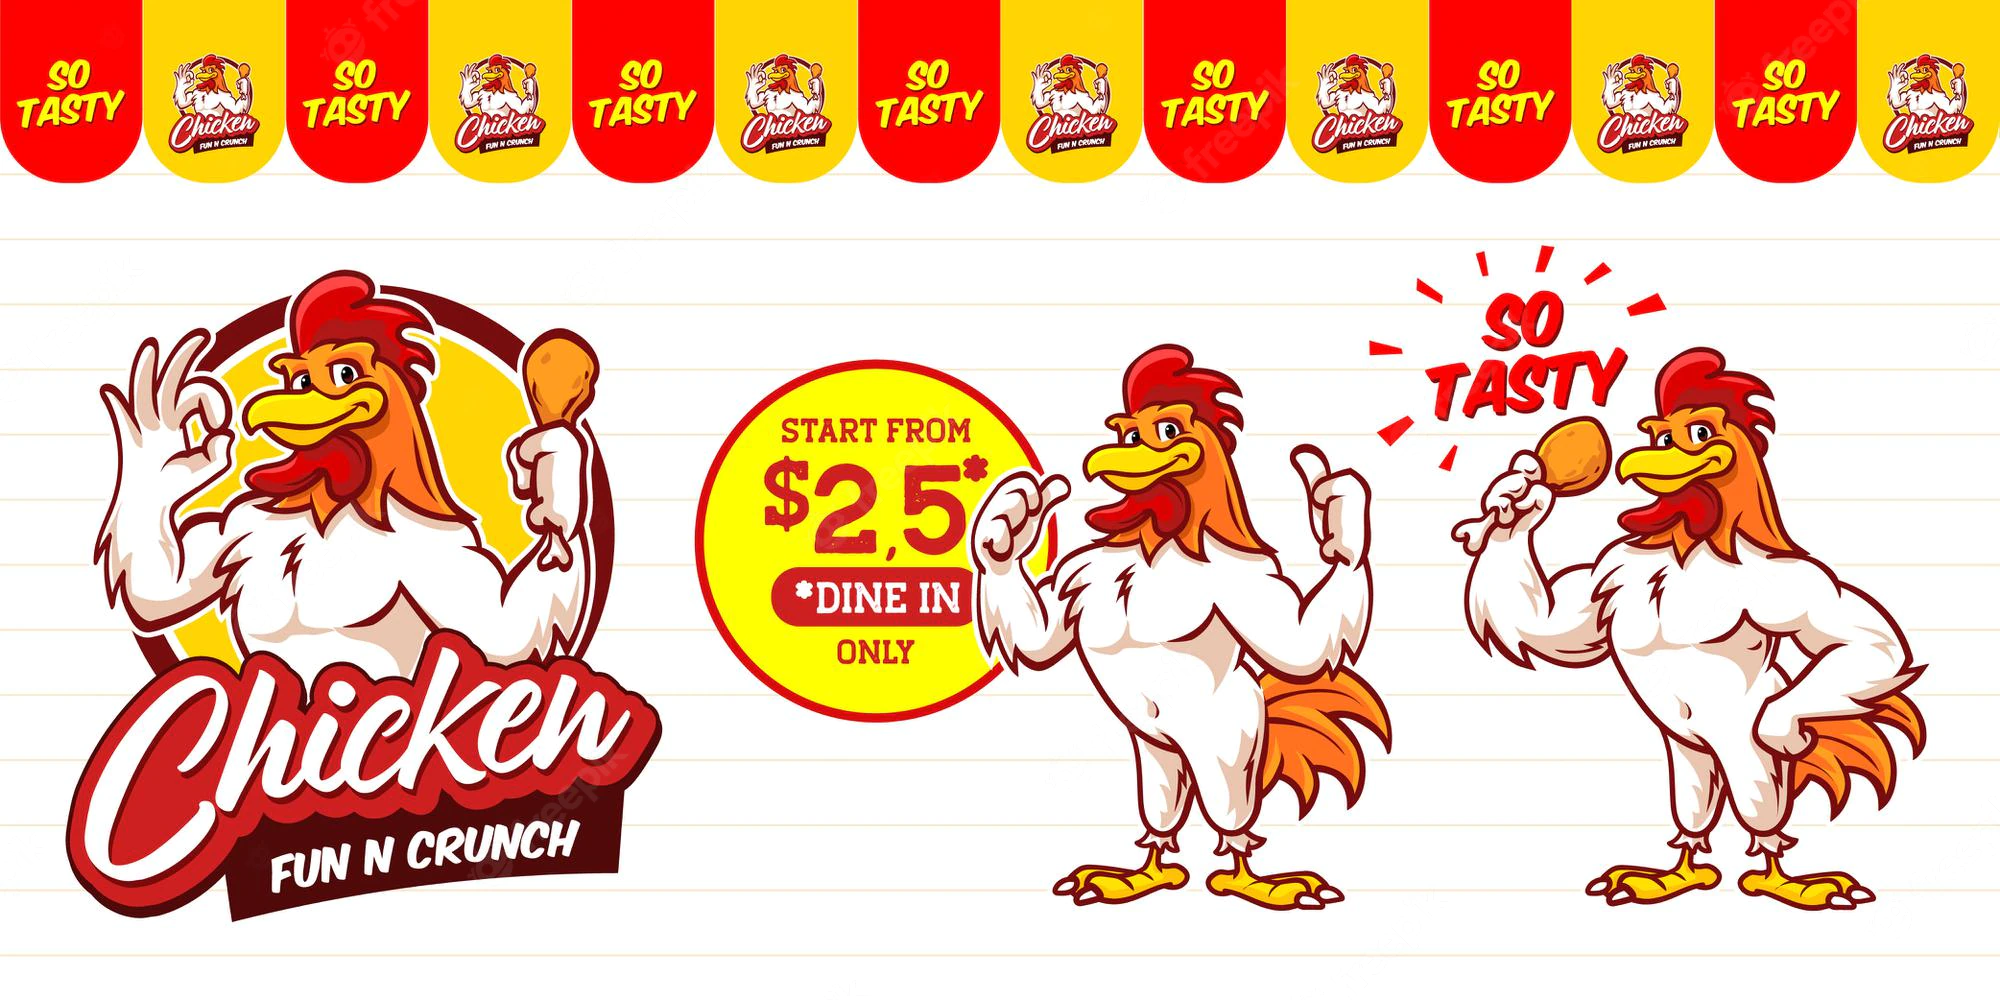 SO
TASTY
Chicken
FUN N CRUNCH
SO
TASTY
Chicken
FUN N CRUNCH
SO
TASTY
Chicken
FUN N CRUNCH
SO
TASTY
Chicken
FUN N CRUNCH
SO
TASTY
Chicken
FUN N CRUNCH
SO
TASTY
Chicken
FUN N CRUNCH
SO
TASTY
Chicken
FUN N CRUNCH
Chicken
FUN N CRUNCH
START FROM
$2,5*
*DINE IN
ONLY
SO
TASTY